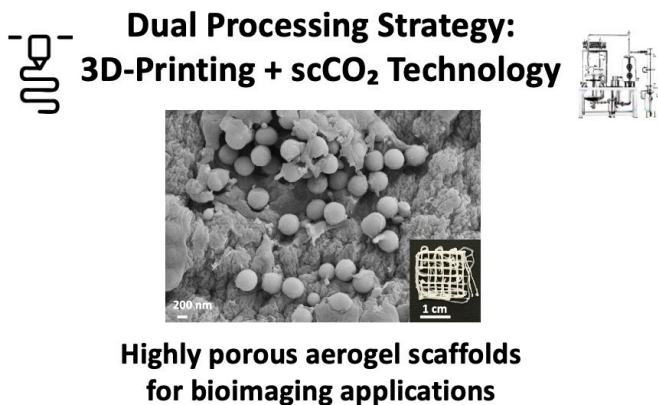 Dual Processing Strategy:
3D-Printing + scCO₂ Technology
200 nm
1 cm
Highly porous aerogel scaffolds
for bioimaging applications